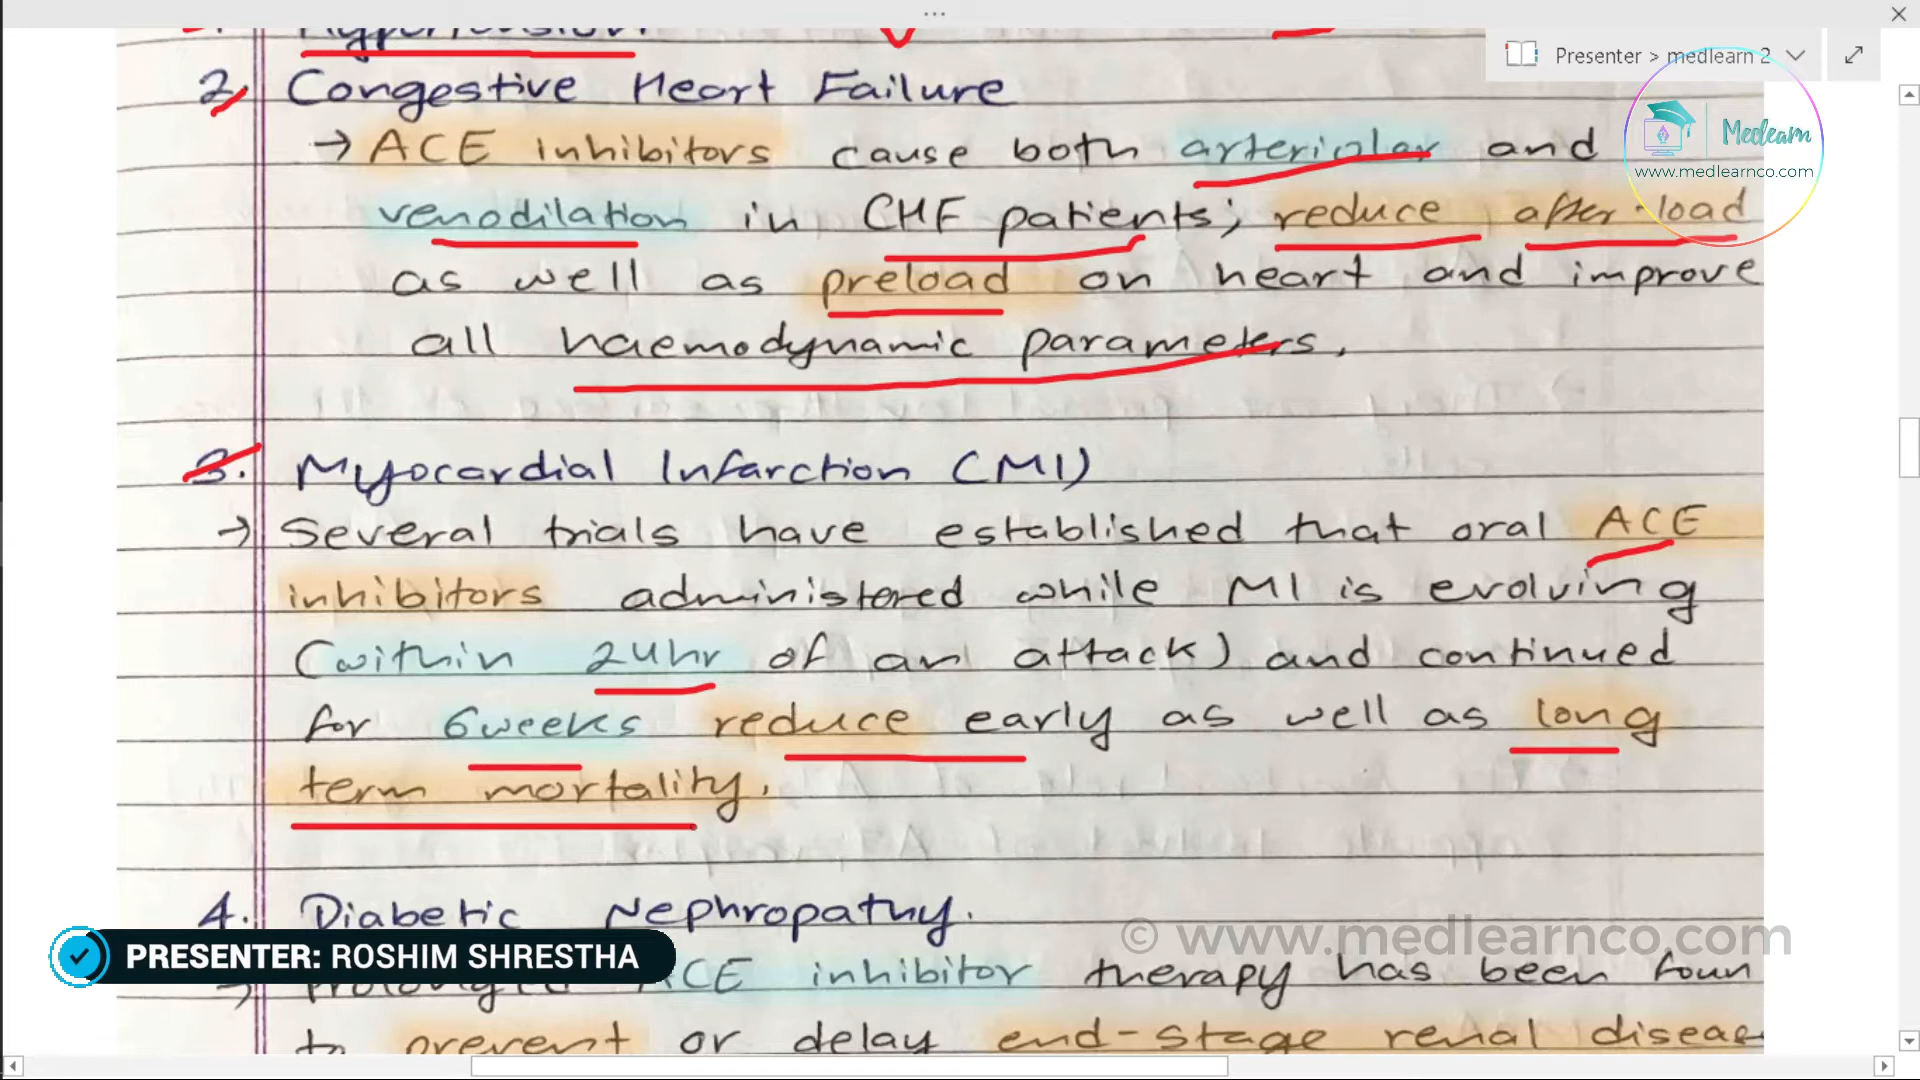 Hypertension.
Presenter > medlearn 2
2. Congestive Heart Failure
→ ACE inhibitors cause both arteriolar and
Medlearn
www.medlearnco.com
venodilation in CHF patients; reduce after-load
as well as preload on heart and improve
all haemodynamic parameters.
3. Myocardial Infarction (MI)
→ Several trials have established that oral ACE
inhibitors administered while MI is evolving
(within 24hr of an attack) and continued
for 6weeks reduce early as well as long
term mortality.
4. Diabetic Nephropathy.
© www.medlearnco.com
PRESENTER: ROSHIM SHRESTHA
→ Prolonged ACE inhibitor therapy has been foun
to prevent or delay end-stage renal diseas